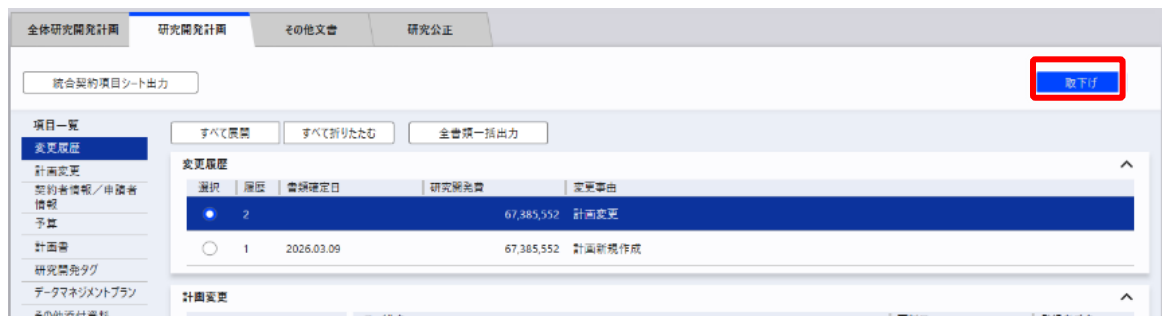 全体研究開発計画 研究開発計画 その他文書 研究公正
統合契約項目シート出力 取下げ
項目一覧
変更履歴
計画変更
契約者情報／申請者
情報
予算
計画書
研究開発タグ
データマネジメントプラン
その他添付資料
すべて展開 すべて折りたたむ 全書類一括出力
変更履歴
選択 履歴 書類確定日 研究開発費 変更事由
2 67,385,552 計画変更
1 2026.03.09 67,385,552 計画新規作成
計画変更